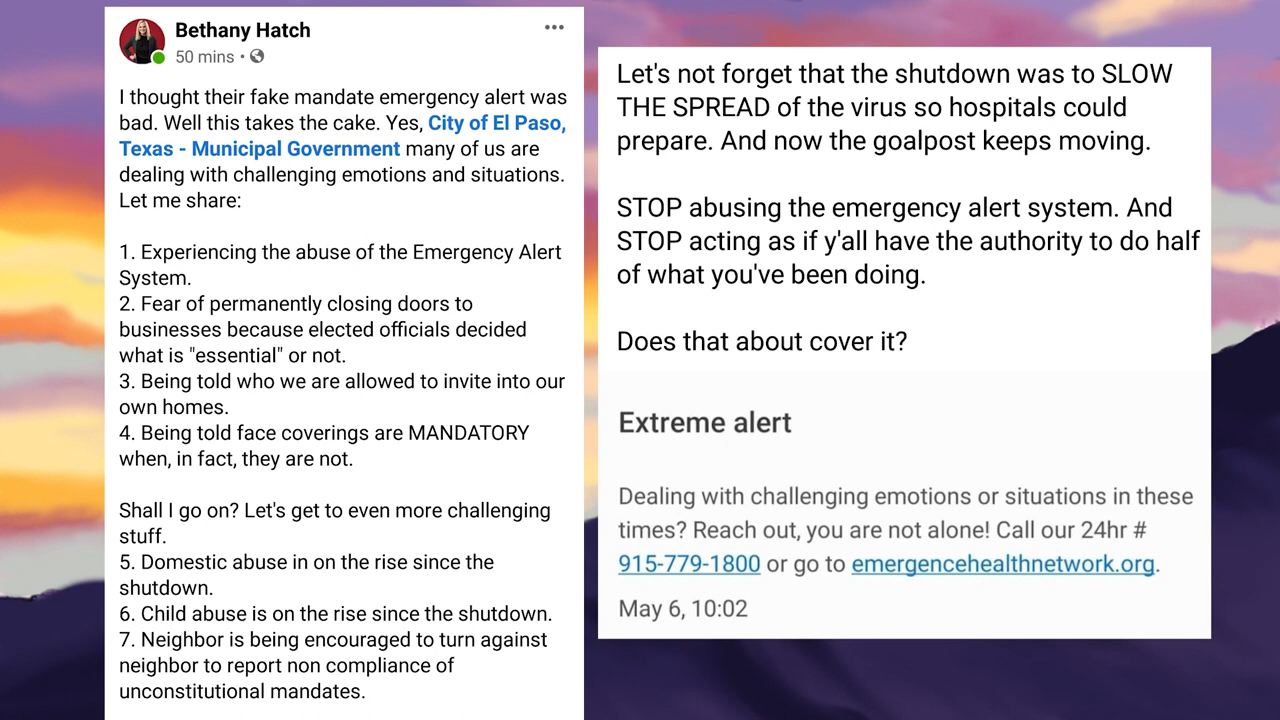 Bethany Hatch
50 mins •
I thought their fake mandate emergency alert was
bad. Well this takes the cake. Yes, City of El Paso,
Texas - Municipal Government many of us are
dealing with challenging emotions and situations.
Let me share:
1. Experiencing the abuse of the Emergency Alert
System.
2. Fear of permanently closing doors to
businesses because elected officials decided
what is "essential" or not.
3. Being told who we are allowed to invite into our
own homes.
4. Being told face coverings are MANDATORY
when, in fact, they are not.
Shall I go on? Let's get to even more challenging
stuff.
5. Domestic abuse in on the rise since the
shutdown.
6. Child abuse is on the rise since the shutdown.
7. Neighbor is being encouraged to turn against
neighbor to report non compliance of
unconstitutional mandates.
Let's not forget that the shutdown was to SLOW
THE SPREAD of the virus so hospitals could
prepare. And now the goalpost keeps moving.
STOP abusing the emergency alert system. And
STOP acting as if y'all have the authority to do half
of what you've been doing.
Does that about cover it?
Extreme alert
Dealing with challenging emotions or situations in these
times? Reach out, you are not alone! Call our 24hr #
915-779-1800 or go to emergencehealthnetwork.org.
May 6, 10:02